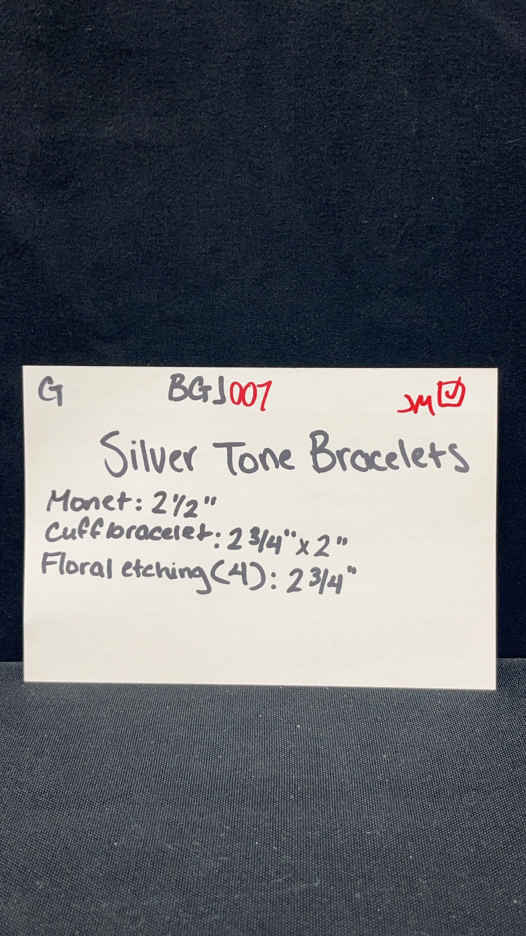 G BGJ007 JM ☑
Silver Tone Bracelets
Monet: 2 1/2"
Cuff bracelet: 2 3/4" x 2"
Floral etching (4): 2 3/4"